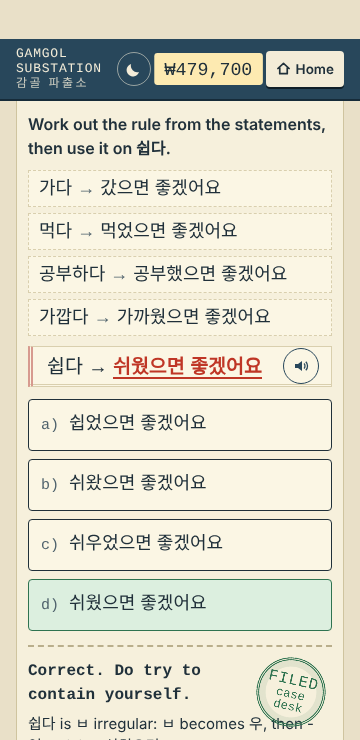 GAMGOL
SUBSTATION
감골 파출소
₩479,700
Home
Work out the rule from the statements,
then use it on 쉽다.
가다 → 갔으면 좋겠어요
먹다 → 먹었으면 좋겠어요
공부하다 → 공부했으면 좋겠어요
가깝다 → 가까웠으면 좋겠어요
쉽다 → 쉬웠으면 좋겠어요
a) 쉽었으면 좋겠어요
b) 쉬왔으면 좋겠어요
c) 쉬우었으면 좋겠어요
d) 쉬웠으면 좋겠어요
Correct. Do try to
contain yourself.
FILED
case
desk
쉽다 is ㅂ irregular: ㅂ becomes 우, then -